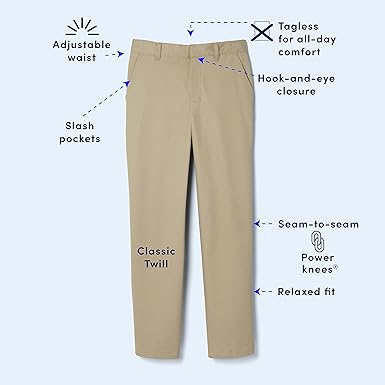 Adjustable
waist
Tagless
for all-day
comfort
Hook-and-eye
closure
Slash
pockets
Seam-to-seam
Power
knees®
Classic
Twill
Relaxed fit